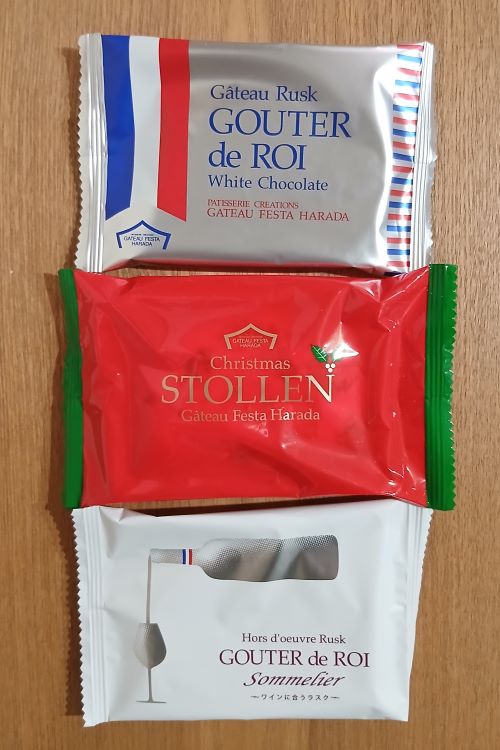 Gâteau Rusk
GOUTER
de ROI
White Chocolate
PATISSERIE CREATIONS
GATEAU FESTA HARADA
GATEAU FESTA
HARADA
GATEAU FESTA
HARADA
Christmas
STOLLEN
Gâteau Festa Harada
Hors d'oeuvre Rusk
GOUTER de ROI
Sommelier
~ワインに合うラスク~